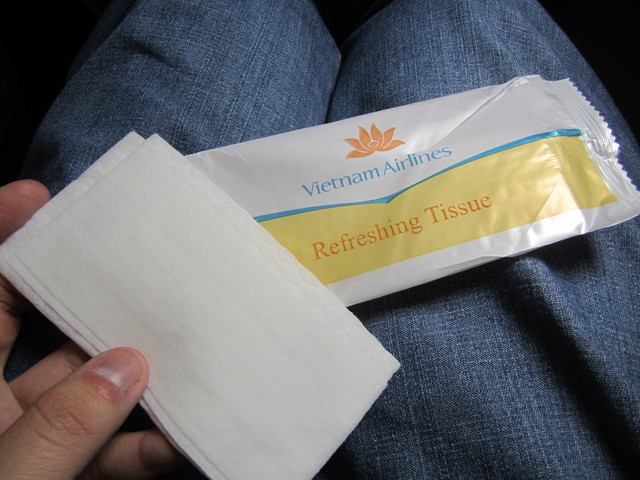 Vietnam Airlines
Refreshing Tissue